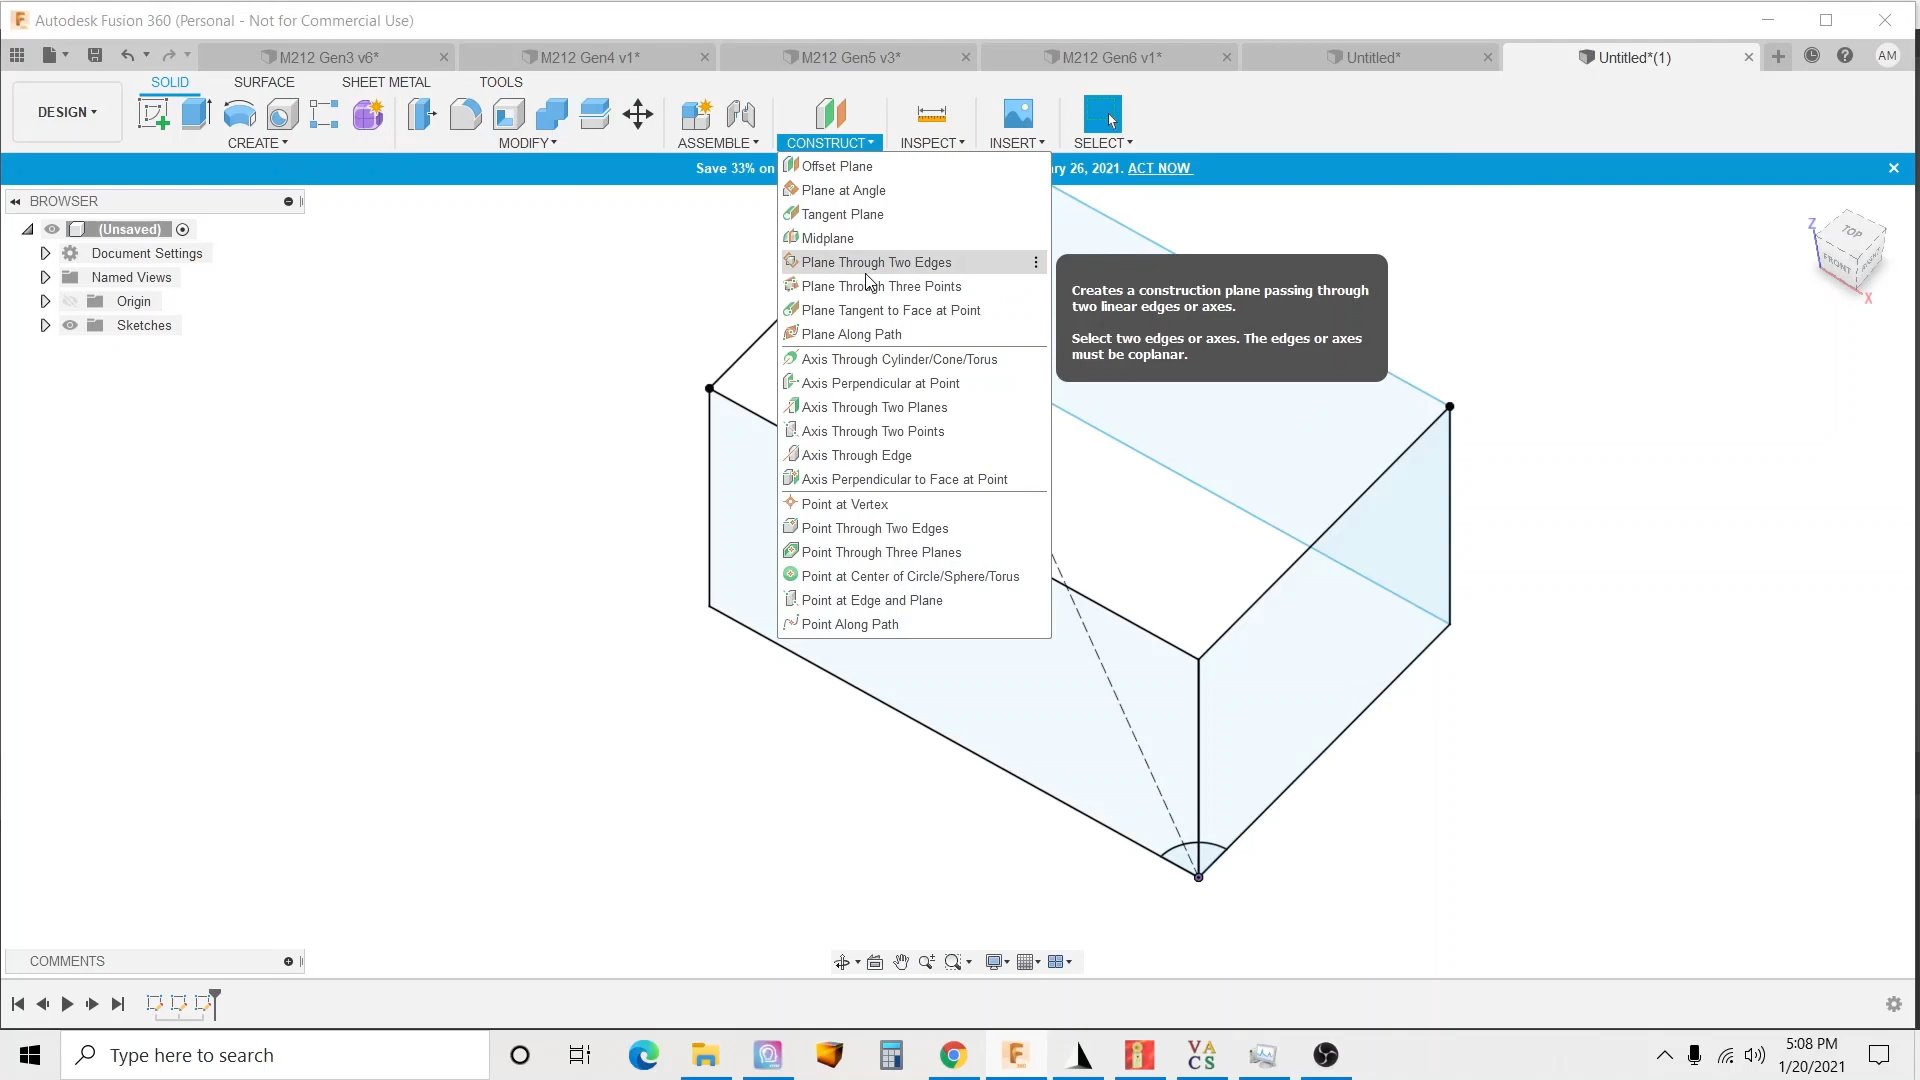 Autodesk Fusion 360 (Personal - Not for Commercial Use)
M212 Gen3 v6*
M212 Gen4 v1*
M212 Gen5 v3*
M212 Gen6 v1*
Untitled*
Untitled*(1)
AM
SOLID
SURFACE
SHEET METAL
TOOLS
DESIGN
CREATE
MODIFY
ASSEMBLE
CONSTRUCT
INSPECT
INSERT
SELECT
Save 33% on
ry 26, 2021. ACT NOW
BROWSER
(Unsaved)
Document Settings
Named Views
Origin
Sketches
Offset Plane
Plane at Angle
Tangent Plane
Midplane
Plane Through Two Edges
Plane Through Three Points
Plane Tangent to Face at Point
Plane Along Path
Axis Through Cylinder/Cone/Torus
Axis Perpendicular at Point
Axis Through Two Planes
Axis Through Two Points
Axis Through Edge
Axis Perpendicular to Face at Point
Point at Vertex
Point Through Two Edges
Point Through Three Planes
Point at Center of Circle/Sphere/Torus
Point at Edge and Plane
Point Along Path
Creates a construction plane passing through
two linear edges or axes.
Select two edges or axes. The edges or axes
must be coplanar.
Z
TOP
FRONT
RIGHT
X
COMMENTS
Type here to search
VA
CS
5:08 PM
1/20/2021